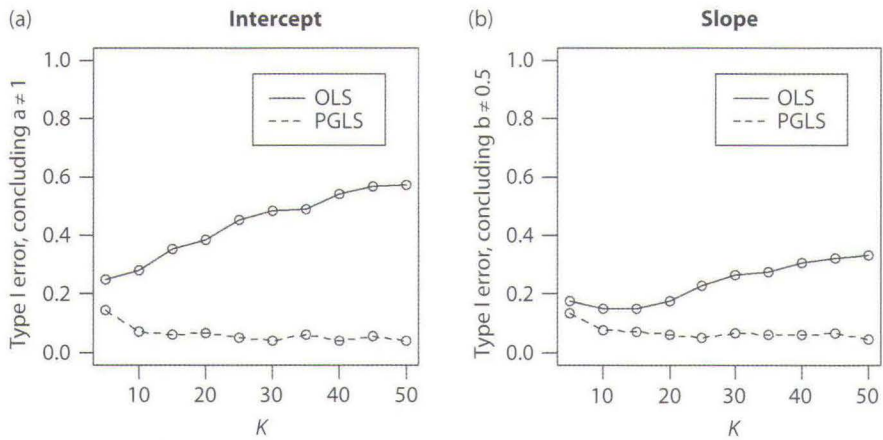 (a)
Intercept
Type I error, concluding a ≠ 1
1.0
0.8
0.6
0.4
0.2
0.0
OLS
PGLS
10
20
30
40
50
K
(b)
Slope
Type I error, concluding b ≠ 0.5
1.0
0.8
0.6
0.4
0.2
0.0
OLS
PGLS
10
20
30
40
50
K